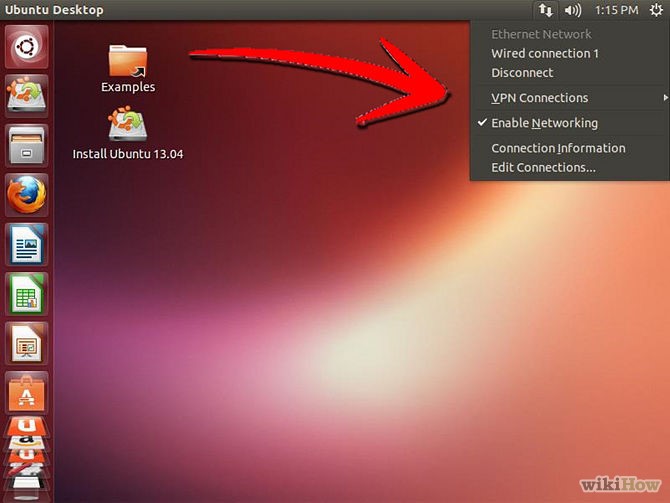 Ubuntu Desktop
1:15 PM
Ethernet Network
Wired connection 1
Disconnect
VPN Connections
Enable Networking
Connection Information
Edit Connections...
Examples
Install Ubuntu 13.04
wikiHow